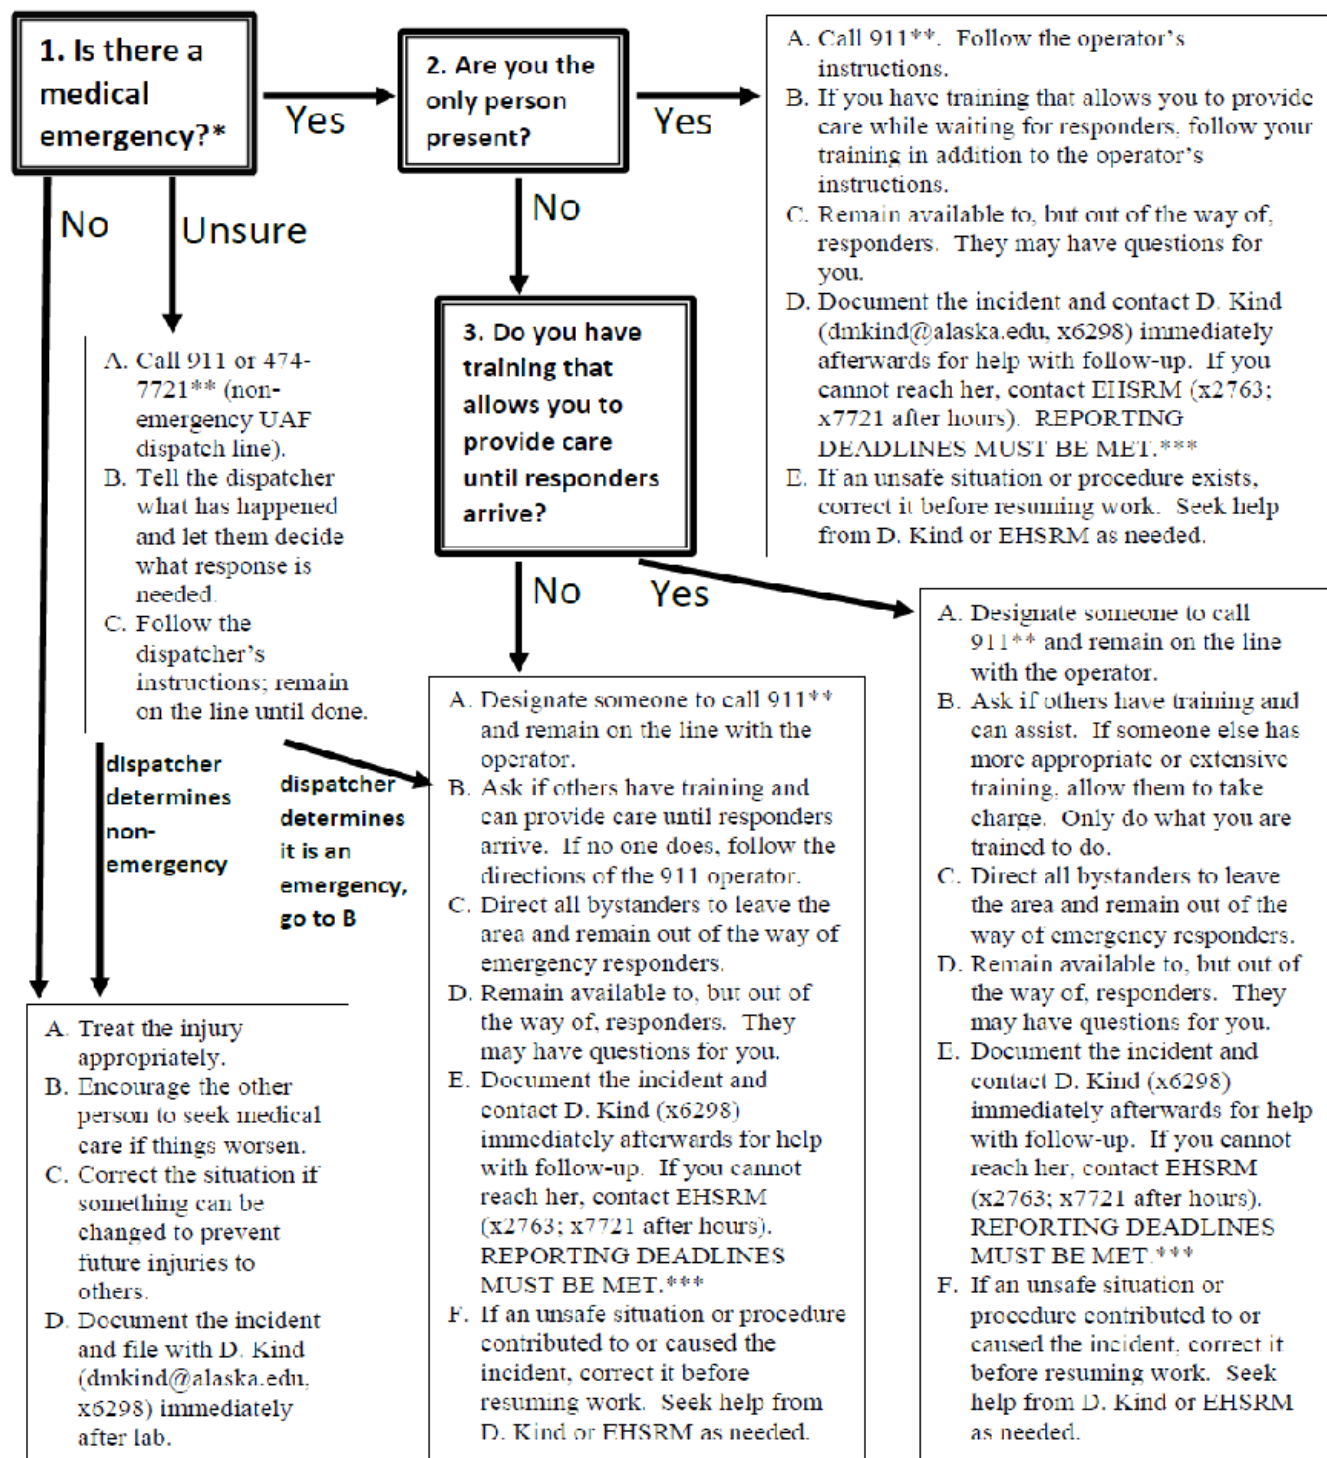 1. Is there a
medical
emergency?*
Yes
2. Are you the
only person
present?
Yes
A. Call 911**. Follow the operator's
instructions.
B. If you have training that allows you to provide
care while waiting for responders, follow your
training in addition to the operator's
instructions.
C. Remain available to, but out of the way of,
responders. They may have questions for
you.
D. Document the incident and contact D. Kind
(dmkind@alaska.edu, x6298) immediately
afterwards for help with follow-up. If you
cannot reach her, contact EHSRM (x2763;
x7721 after hours). REPORTING
DEADLINES MUST BE MET.***
E. If an unsafe situation or procedure exists,
correct it before resuming work. Seek help
from D. Kind or EHSRM as needed.
No
Unsure
No
A. Call 911 or 474-
7721** (non-
emergency UAF
dispatch line).
B. Tell the dispatcher
what has happened
and let them decide
what response is
needed.
C. Follow the
dispatcher's
instructions; remain
on the line until done.
3. Do you have
training that
allows you to
provide care
until responders
arrive?
No
Yes
dispatcher
determines
non-
emergency
dispatcher
determines
it is an
emergency,
go to B
A. Treat the injury
appropriately.
B. Encourage the other
person to seek medical
care if things worsen.
C. Correct the situation if
something can be
changed to prevent
future injuries to
others.
D. Document the incident
and file with D. Kind
(dmkind@alaska.edu,
x6298) immediately
after lab.
A. Designate someone to call 911**
and remain on the line with the
operator.
B. Ask if others have training and
can provide care until responders
arrive. If no one does, follow the
directions of the 911 operator.
C. Direct all bystanders to leave the
area and remain out of the way of
emergency responders.
D. Remain available to, but out of
the way of, responders. They
may have questions for you.
E. Document the incident and
contact D. Kind (x6298)
immediately afterwards for help
with follow-up. If you cannot
reach her, contact EHSRM
(x2763; x7721 after hours).
REPORTING DEADLINES
MUST BE MET.***
F. If an unsafe situation or procedure
contributed to or caused the
incident, correct it before
resuming work. Seek help from
D. Kind or EHSRM as needed.
A. Designate someone to call
911** and remain on the line
with the operator.
B. Ask if others have training and
can assist. If someone else has
more appropriate or extensive
training, allow them to take
charge. Only do what you are
trained to do.
C. Direct all bystanders to leave
the area and remain out of the
way of emergency responders.
D. Remain available to, but out of
the way of, responders. They
may have questions for you.
E. Document the incident and
contact D. Kind (x6298)
immediately afterwards for help
with follow-up. If you cannot
reach her, contact EHSRM
(x2763; x7721 after hours).
REPORTING DEADLINES
MUST BE MET.***
F. If an unsafe situation or
procedure contributed to or
caused the incident, correct it
before resuming work. Seek
help from D. Kind or EHSRM
as needed.